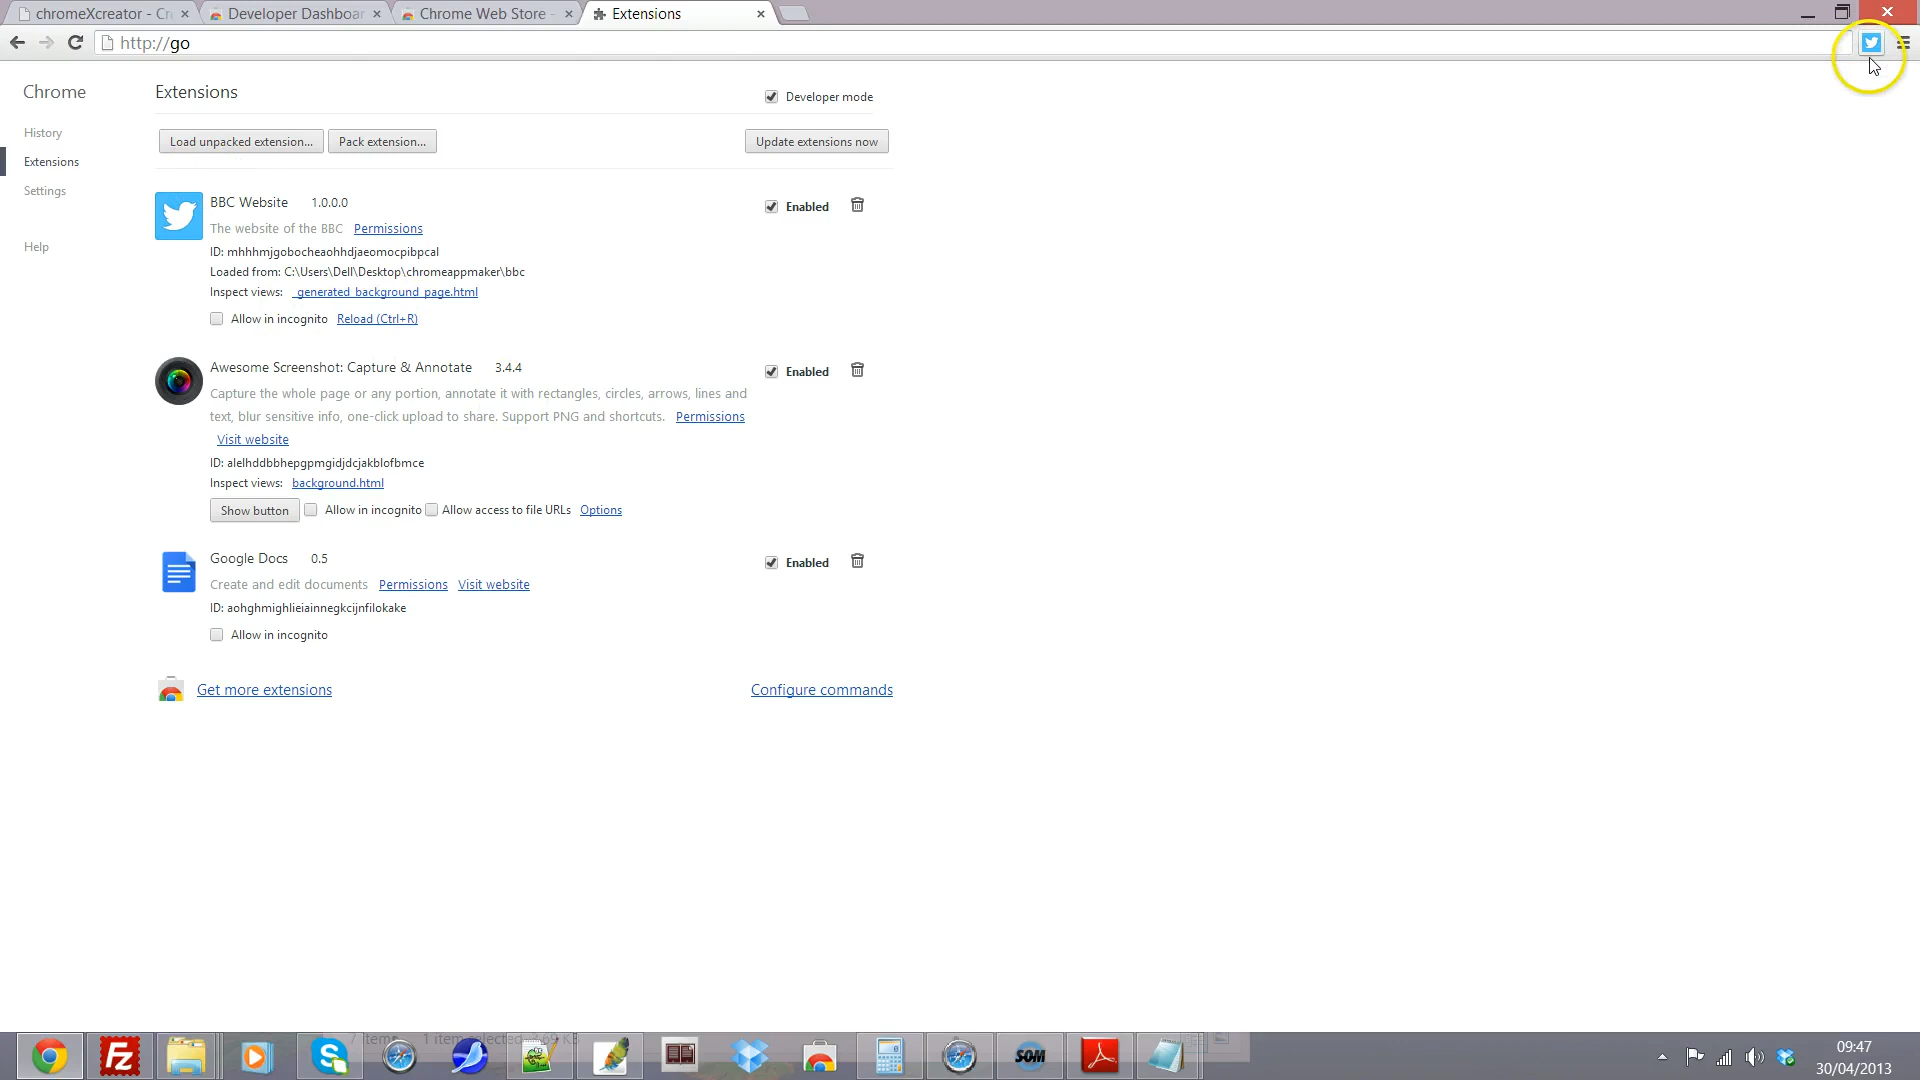 chromeXcreator - Cr
Developer Dashboar
Chrome Web Store -
Extensions
http://go
Chrome
History
Extensions
Settings
Help
Extensions
Developer mode
Load unpacked extension...
Pack extension...
Update extensions now
BBC Website 1.0.0.0
Enabled
The website of the BBC Permissions
ID: mhhhmjgobocheaohhdjaeomocpibpcal
Loaded from: C:\Users\Dell\Desktop\chromeappmaker\bbc
Inspect views: _generated_background_page.html
Allow in incognito Reload (Ctrl+R)
Awesome Screenshot: Capture & Annotate 3.4.4
Enabled
Capture the whole page or any portion, annotate it with rectangles, circles, arrows, lines and
text, blur sensitive info, one-click upload to share. Support PNG and shortcuts. Permissions
Visit website
ID: alelhddbbhepgpmgidjdcjakblofbmce
Inspect views: background.html
Show button Allow in incognito Allow access to file URLs Options
Google Docs 0.5
Enabled
Create and edit documents Permissions Visit website
ID: aohghmighlieiainnegkcijnfilokake
Allow in incognito
Get more extensions
Configure commands
7 items 1 item selected
Fz
SOM
09:47
30/04/2013